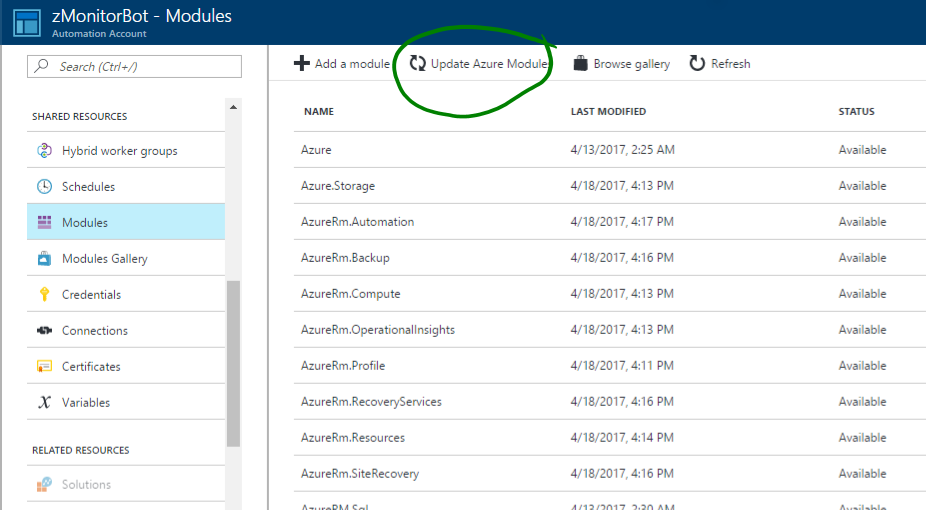 zMonitorBot - Modules
Automation Account
Search (Ctrl+/)
SHARED RESOURCES
Hybrid worker groups
Schedules
Modules
Modules Gallery
Credentials
Connections
Certificates
Variables
RELATED RESOURCES
Solutions
Add a module Update Azure Modules Browse gallery Refresh
NAME LAST MODIFIED STATUS
Azure 4/13/2017, 2:25 AM Available
Azure.Storage 4/18/2017, 4:13 PM Available
AzureRm.Automation 4/18/2017, 4:17 PM Available
AzureRm.Backup 4/18/2017, 4:16 PM Available
AzureRm.Compute 4/18/2017, 4:13 PM Available
AzureRm.OperationalInsights 4/18/2017, 4:13 PM Available
AzureRm.Profile 4/18/2017, 4:11 PM Available
AzureRm.RecoveryServices 4/18/2017, 4:16 PM Available
AzureRm.Resources 4/18/2017, 4:14 PM Available
AzureRm.SiteRecovery 4/18/2017, 4:16 PM Available
AzureRM.Sql 4/13/2017, 2:30 AM Available